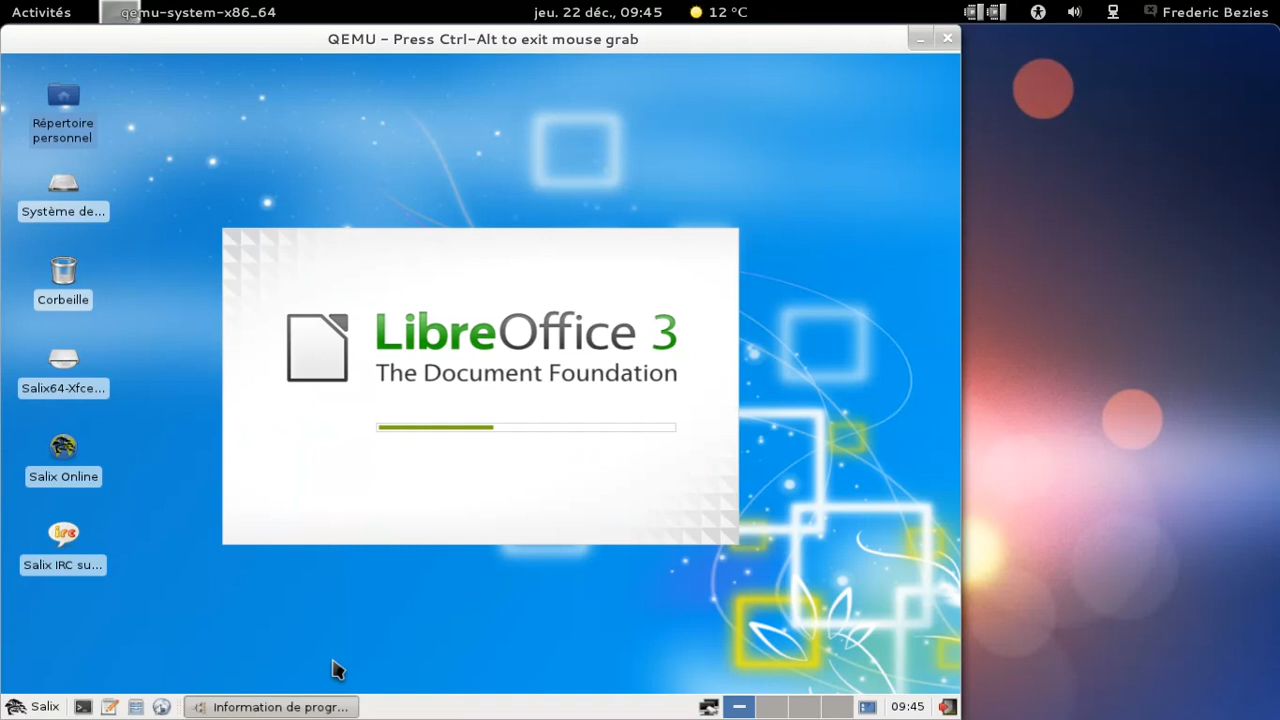 Activités
qemu-system-x86_64
jeu. 22 déc., 09:45
12 °C
Frederic Bezies
QEMU - Press Ctrl-Alt to exit mouse grab
Répertoire
personnel
Système de...
Corbeille
Salix64-Xfce...
Salix Online
irc
Salix IRC su...
LibreOffice 3
The Document Foundation
Salix
Information de progr...
09:45